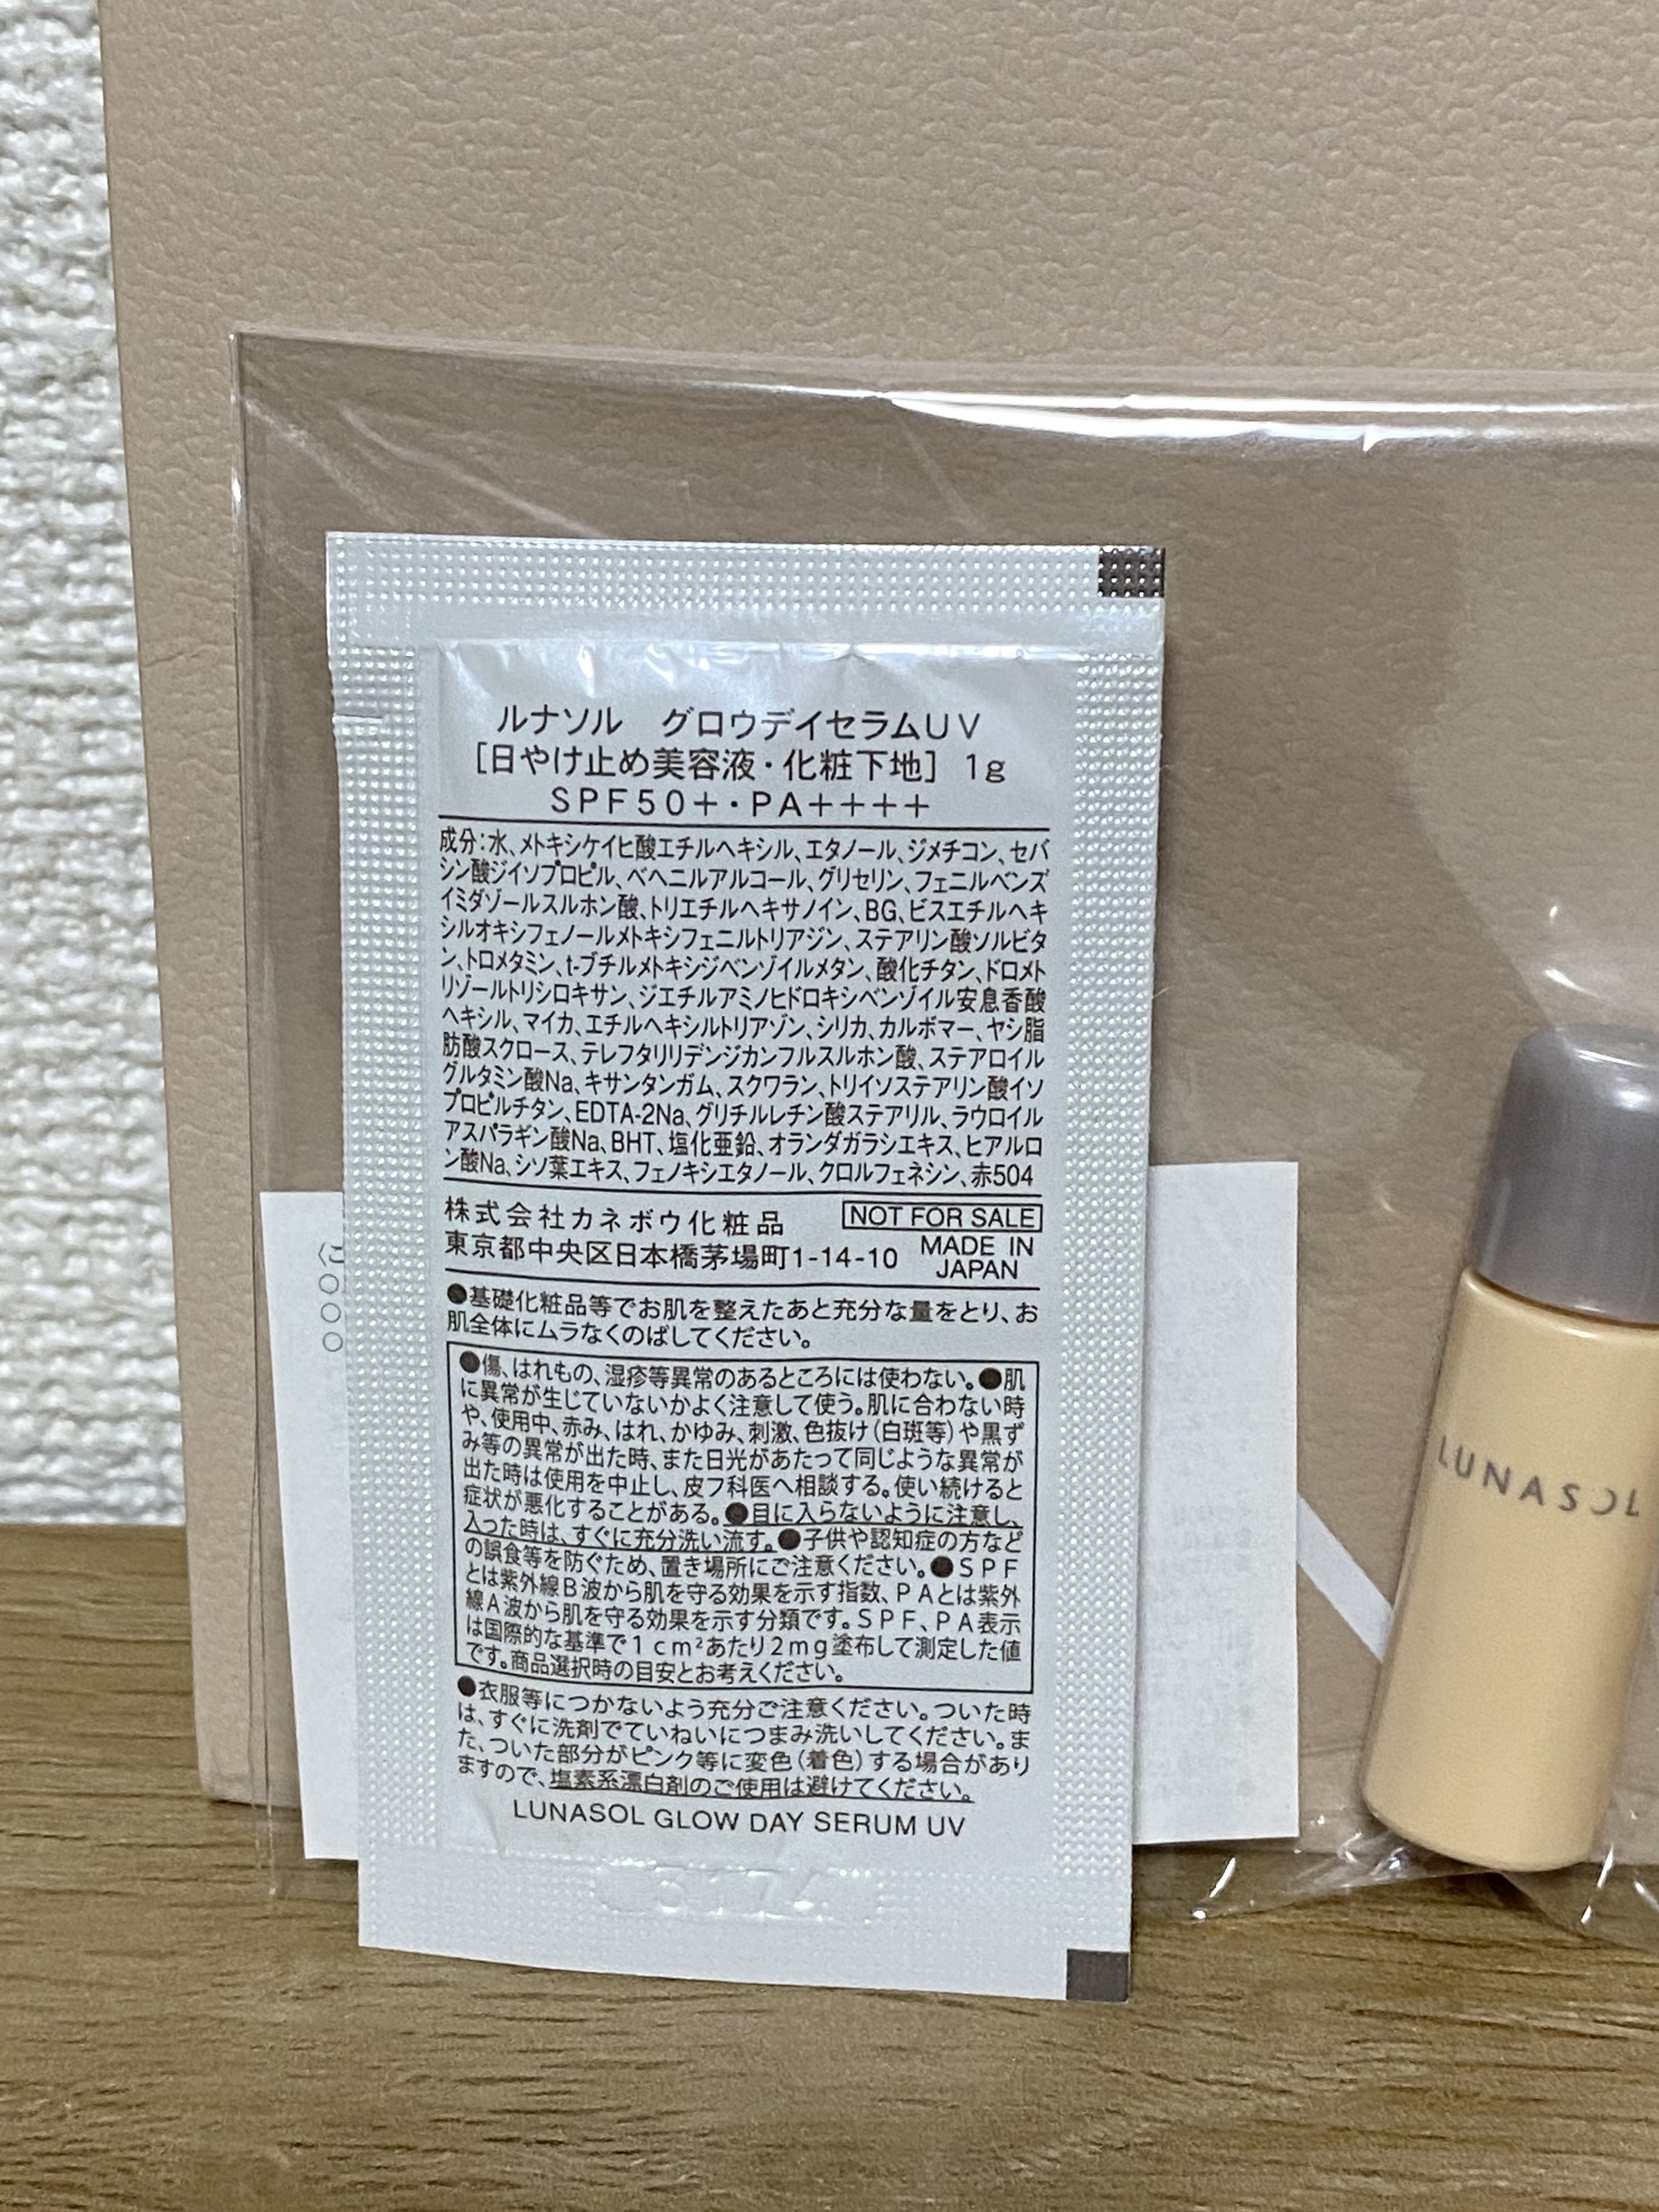 ルナソル　グロウデイセラムUV
［日やけ止め美容液・化粧下地］ 1g
SPF50+・PA++++
成分：水、メトキシケイヒ酸エチルヘキシル、エタノール、ジメチコン、セバ
シン酸ジイソプロピル、ベヘニルアルコール、グリセリン、フェニルベンズ
イミダゾールスルホン酸、トリエチルヘキサノイン、BG、ビスエチルヘキ
シルオキシフェノールメトキシフェニルトリアジン、ステアリン酸ソルビタ
ン、トロメタミン、t-ブチルメトキシジベンゾイルメタン、酸化チタン、ドロメト
リゾールトリシロキサン、ジエチルアミノヒドロキシベンゾイル安息香酸
ヘキシル、マイカ、エチルヘキシルトリアゾン、シリカ、カルボマー、ヤシ脂
肪酸スクロース、テレフタリリデンジカンフルスルホン酸、ステアロイル
グルタミン酸Na、キサンタンガム、スクワラン、トリイソステアリン酸イソ
プロピルチタン、EDTA-2Na、グリチルレチン酸ステアリル、ラウロイル
アスパラギン酸Na、BHT、塩化亜鉛、オランダガラシエキス、ヒアルロ
ン酸Na、シソ葉エキス、フェノキシエタノール、クロルフェネシン、赤504
株式会社カネボウ化粧品
東京都中央区日本橋茅場町1-14-10
NOT FOR SALE
MADE IN
JAPAN
●基礎化粧品等でお肌を整えたあと充分な量をとり、お
肌全体にムラなくのばしてください。
●傷、はれもの、湿疹等異常のあるところには使わない。●肌
に異常が生じていないかよく注意して使う。肌に合わない時
や、使用中、赤み、はれ、かゆみ、刺激、色抜け（白斑等）や黒ず
み等の異常が出た時、また日光があたって同じような異常が
出た時は使用を中止し、皮フ科医へ相談する。使い続けると
症状が悪化することがある。●目に入らないように注意し、
入った時は、すぐに充分洗い流す。●子供や認知症の方など
の誤食等を防ぐため、置き場所にご注意ください。●SPF
とは紫外線B波から肌を守る効果を示す指数、PAとは紫外
線A波から肌を守る効果を示す分類です。SPF、PA表示
は国際的な基準で1cm²あたり2mg塗布して測定した値
です。商品選択時の目安とお考えください。
●衣服等につかないよう充分ご注意ください。ついた時
は、すぐに洗剤でていねいにつまみ洗いしてください。ま
た、ついた部分がピンク等に変色（着色）する場合があり
ますので、塩素系漂白剤のご使用は避けてください。
LUNASOL GLOW DAY SERUM UV
LUNASOL